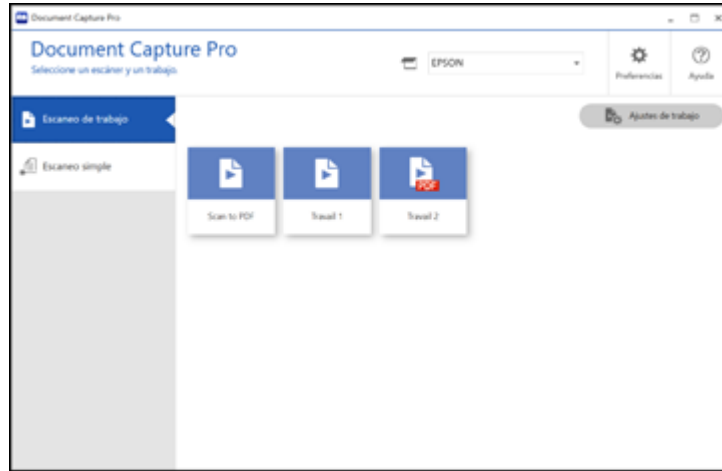 Document Capture Pro
Document Capture Pro
Seleccione un escáner y un trabajo.
EPSON
Preferencias
Ayuda
Escaneo de trabajo
Ajustes de trabajo
Escaneo simple
PDF
Scan to PDF
Travail 1
Travail 2